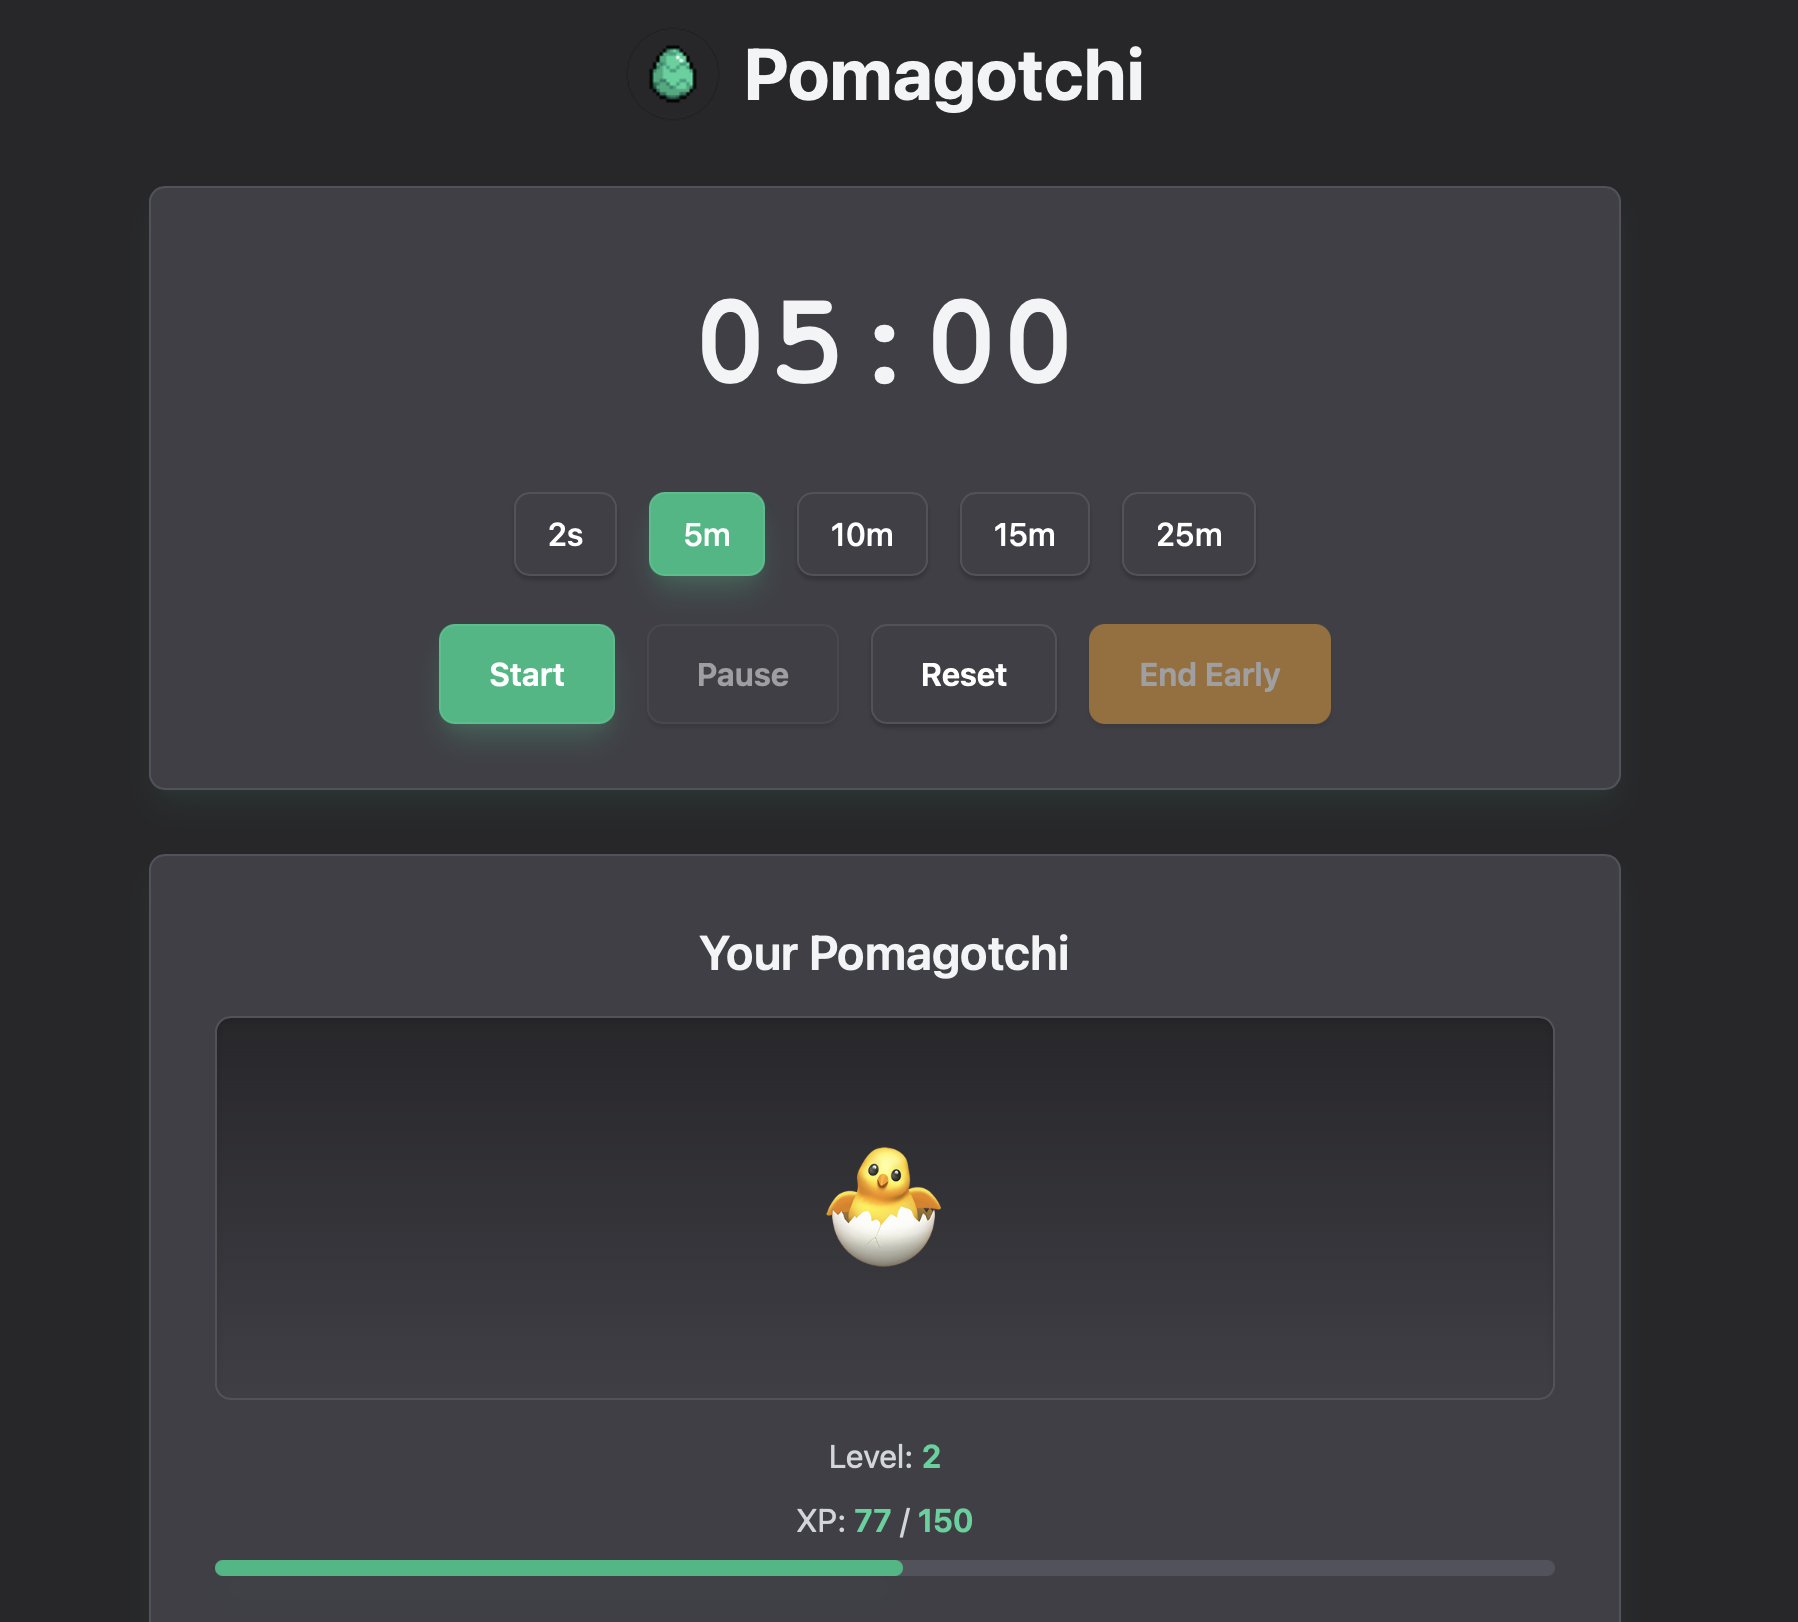 Pomagotchi
05:00
2s 5m 10m 15m 25m
Start Pause Reset End Early
Your Pomagotchi
Level: 2
XP: 77 / 150